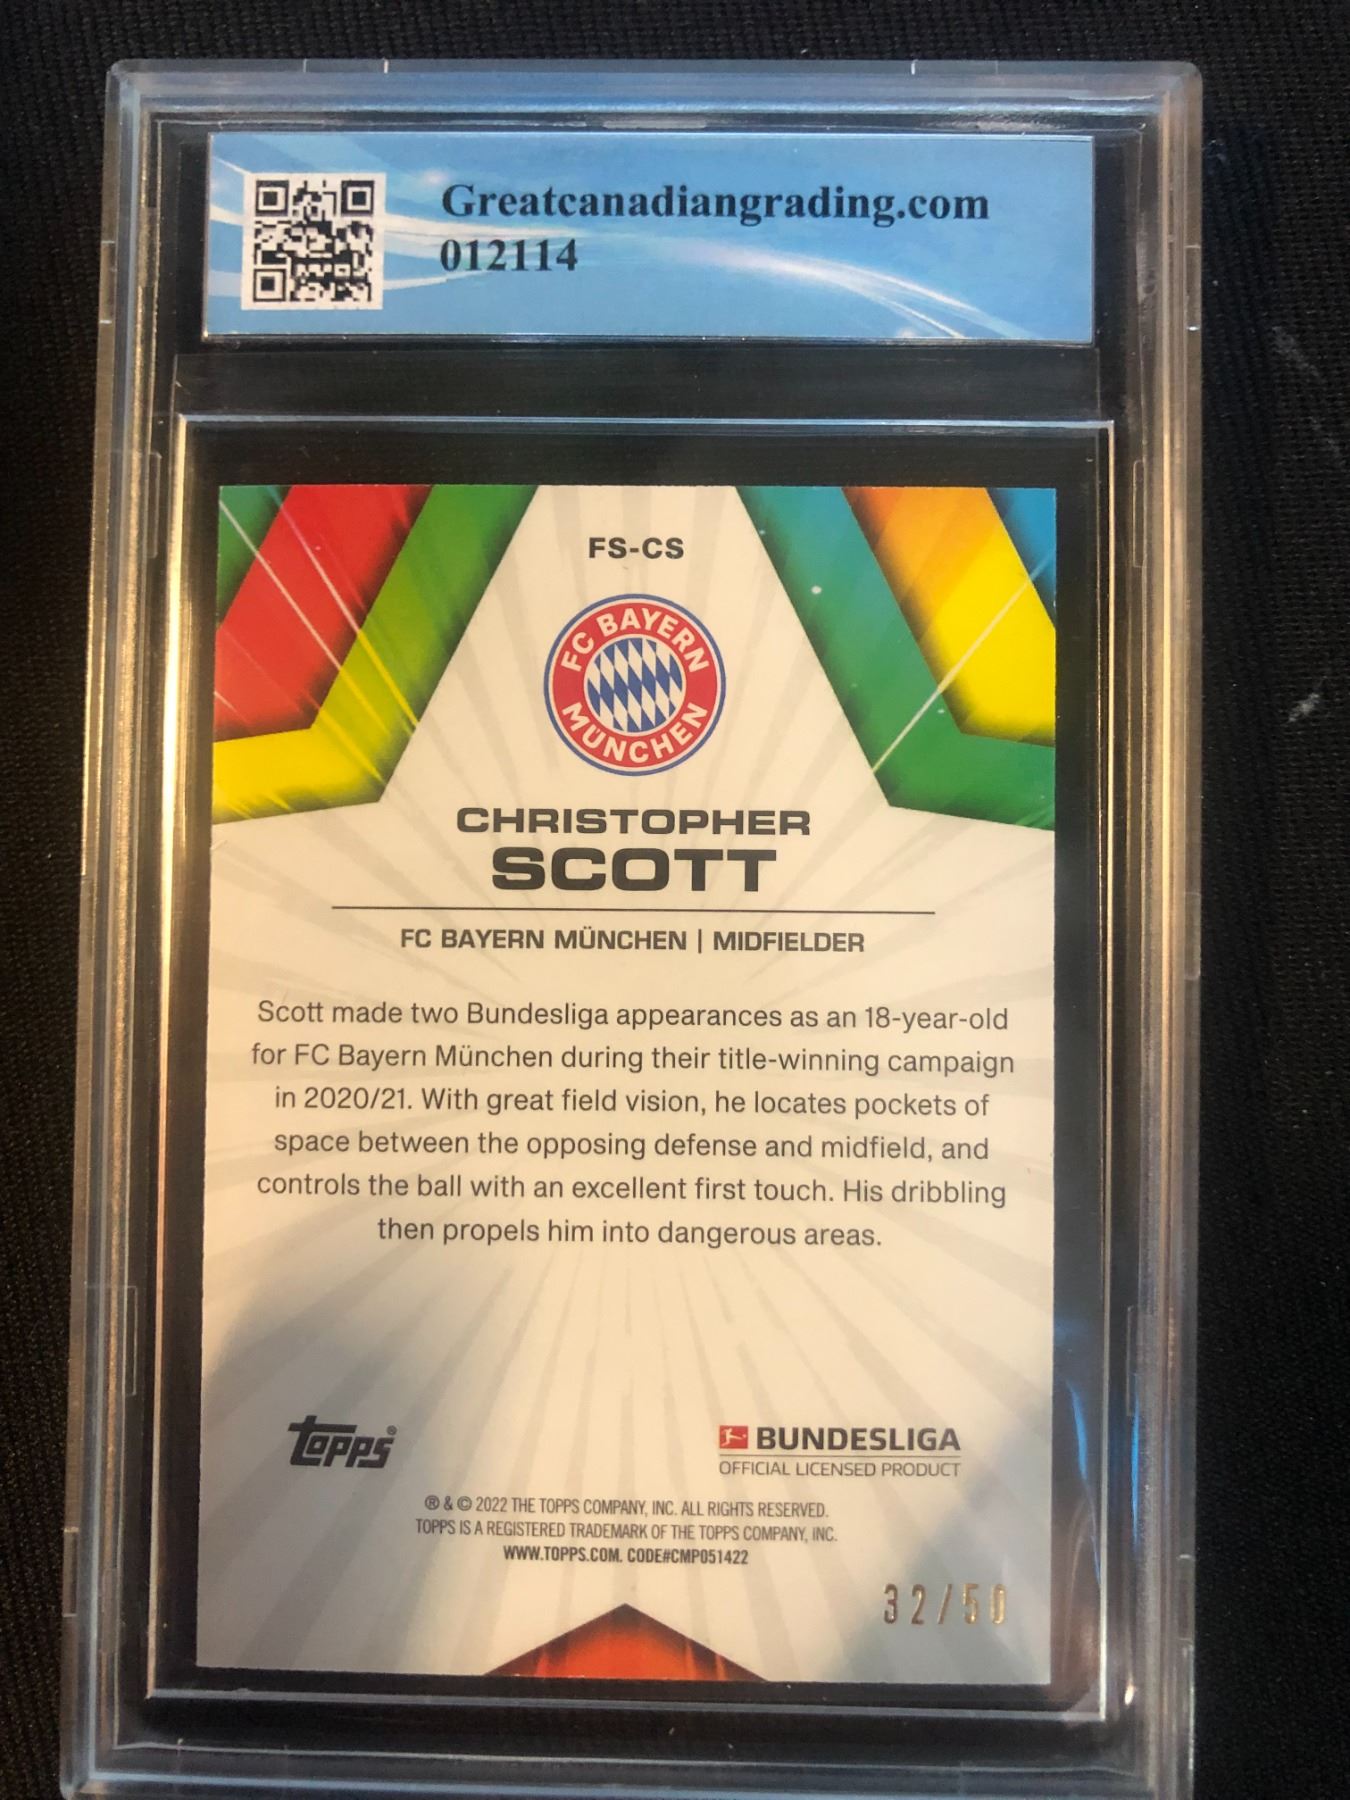 Greatcanadiangrading.com
012114
FS-CS
FC BAYERN
MÜNCHEN
CHRISTOPHER
SCOTT
FC BAYERN MÜNCHEN | MIDFIELDER
Scott made two Bundesliga appearances as an 18-year-old
for FC Bayern München during their title-winning campaign
in 2020/21. With great field vision, he locates pockets of
space between the opposing defense and midfield, and
controls the ball with an excellent first touch. His dribbling
then propels him into dangerous areas.
Topps®
BUNDESLIGA
OFFICIAL LICENSED PRODUCT
® & © 2022 THE TOPPS COMPANY, INC. ALL RIGHTS RESERVED.
TOPPS IS A REGISTERED TRADEMARK OF THE TOPPS COMPANY, INC.
WWW.TOPPS.COM. CODE#CMP051422
32/50